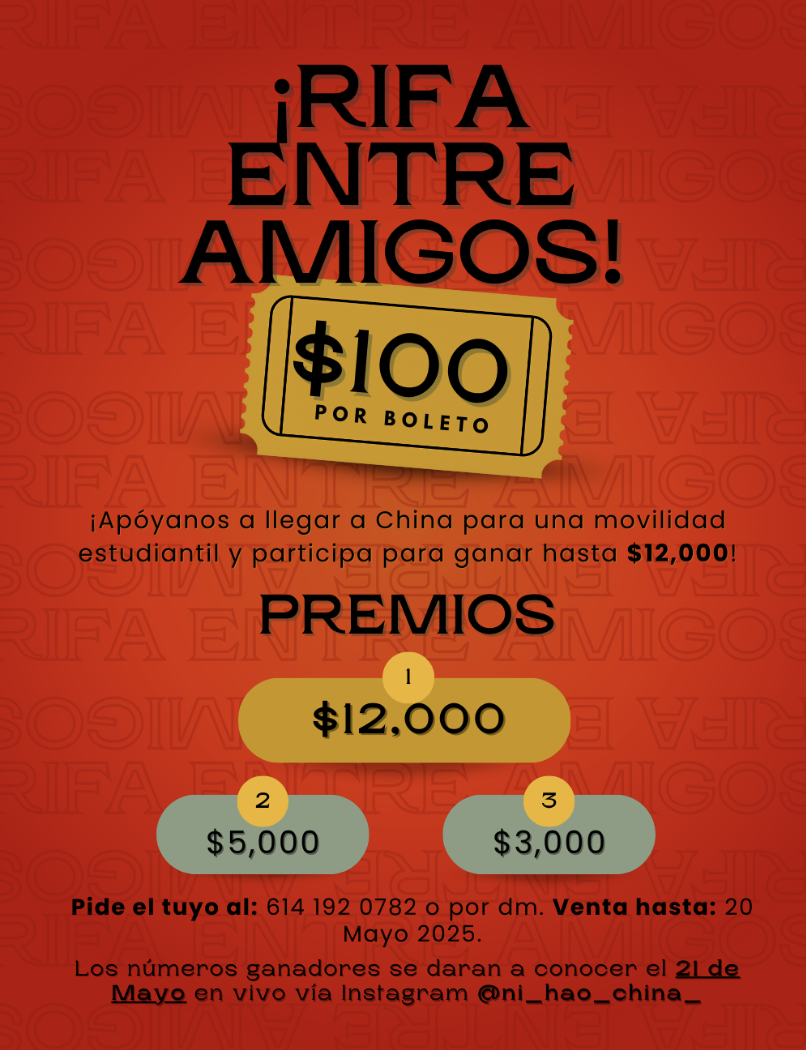 ¡RIFA
ENTRE
AMIGOS!
$100
POR BOLETO
¡Apóyanos a llegar a China para una movilidad
estudiantil y participa para ganar hasta $12,000!
PREMIOS
1
$12,000
2
$5,000
3
$3,000
Pide el tuyo al: 614 192 0782 o por dm. Venta hasta: 20
Mayo 2025.
Los números ganadores se daran a conocer el 21 de
Mayo en vivo vía Instagram @ni_hao_china_